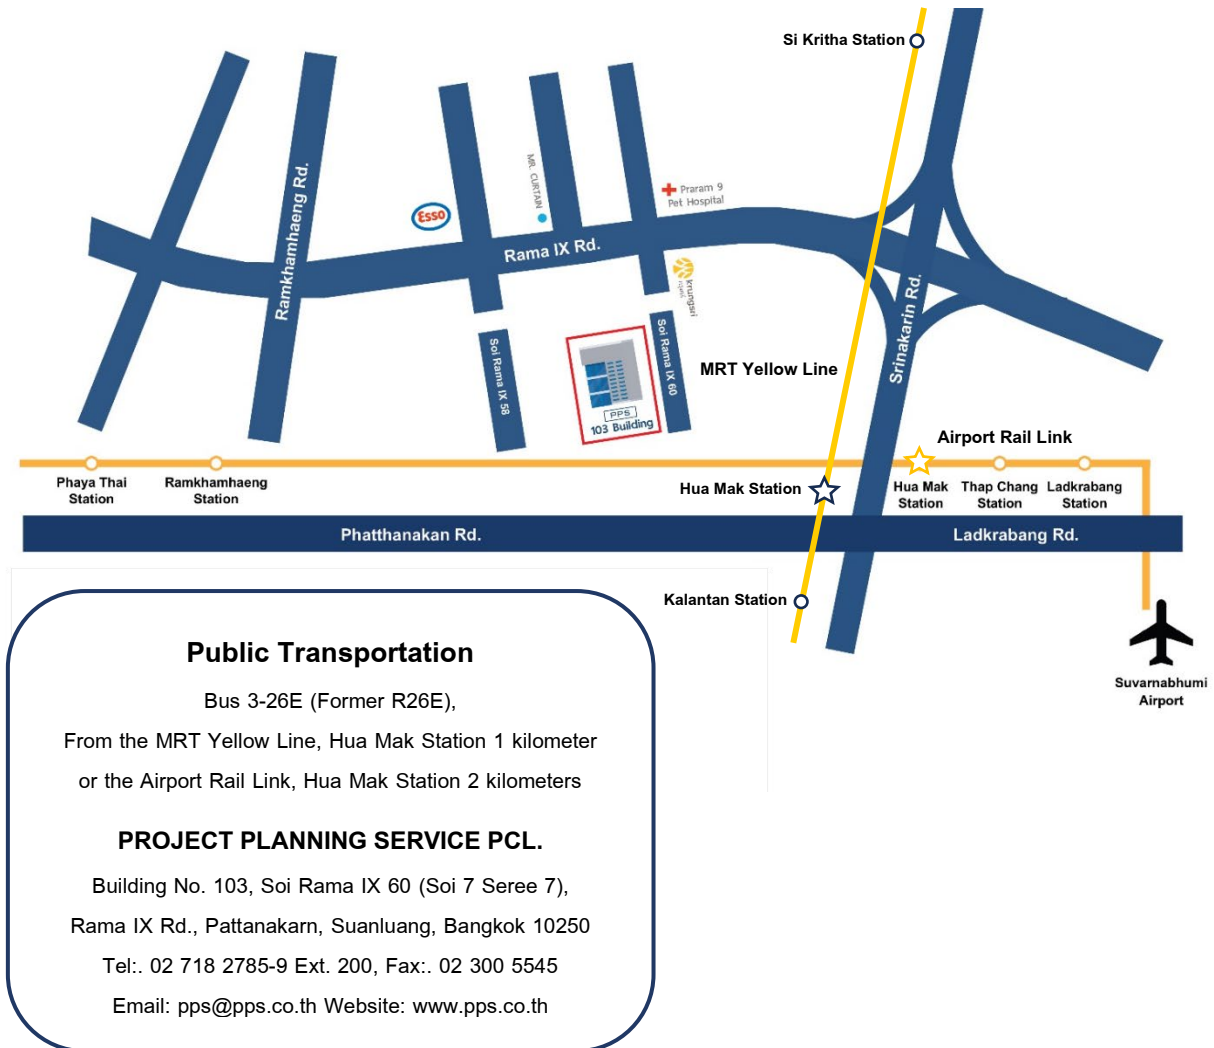 Si Kritha Station
Ramkhamhaeng Rd.
Esso
MR. CURTAIN
Praram 9
Pet Hospital
Rama IX Rd.
krungsri
Srinakarin Rd.
Soi Rama IX 58
Soi Rama IX 60
PPS
103 Building
MRT Yellow Line
Airport Rail Link
Phaya Thai
Station
Ramkhamhaeng
Station
Hua Mak Station
Hua Mak
Station
Thap Chang
Station
Ladkrabang
Station
Phatthanakan Rd.
Ladkrabang Rd.
Kalantan Station
Suvarnabhumi
Airport
Public Transportation
Bus 3-26E (Former R26E),
From the MRT Yellow Line, Hua Mak Station 1 kilometer
or the Airport Rail Link, Hua Mak Station 2 kilometers
PROJECT PLANNING SERVICE PCL.
Building No. 103, Soi Rama IX 60 (Soi 7 Seree 7),
Rama IX Rd., Pattanakarn, Suanluang, Bangkok 10250
Tel:. 02 718 2785-9 Ext. 200, Fax:. 02 300 5545
Email: pps@pps.co.th Website: www.pps.co.th